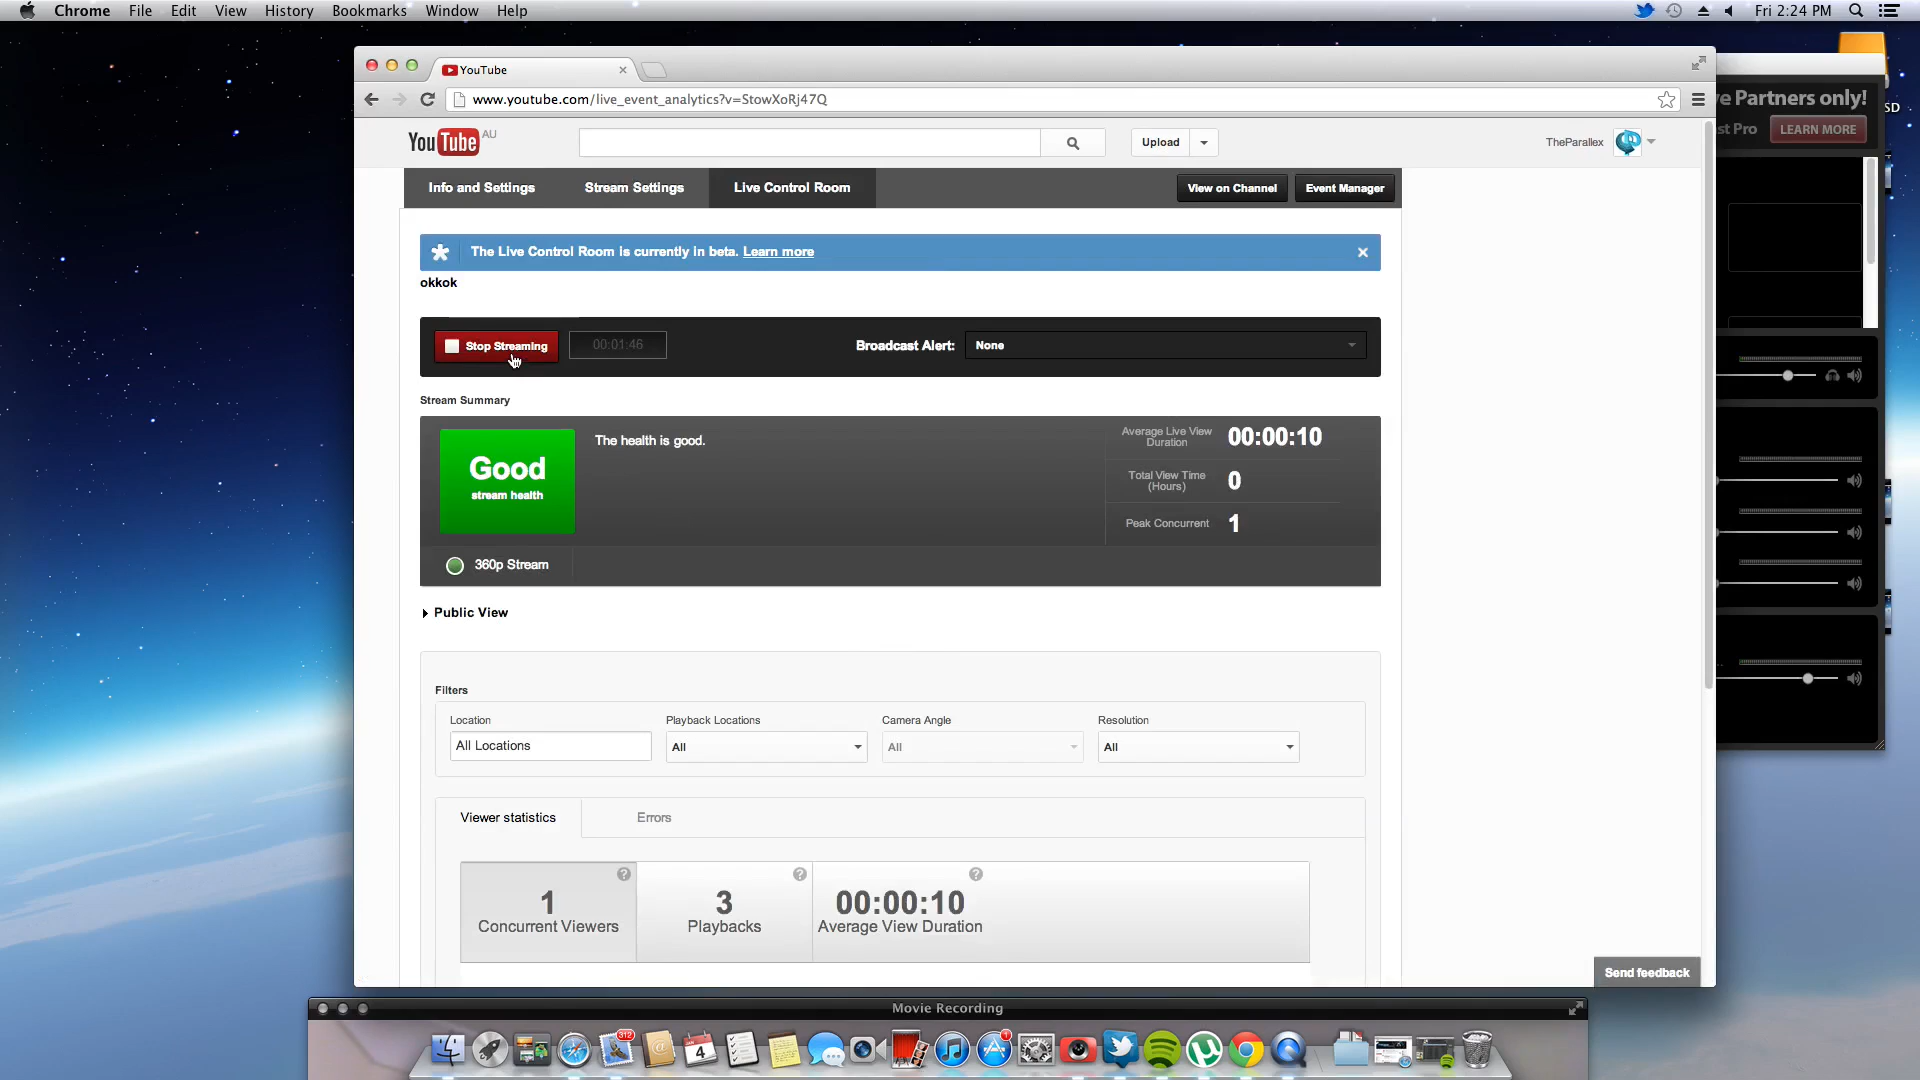 Chrome File Edit View History Bookmarks Window Help Fri 2:24 PM
YouTube
www.youtube.com/live_event_analytics?v=StowXoRj47Q
YouTube AU Upload TheParallex
Info and Settings Stream Settings Live Control Room View on Channel Event Manager
The Live Control Room is currently in beta. Learn more
okkok
Stop Streaming 00:01:46 Broadcast Alert: None
Stream Summary
Good
stream health
The health is good.
Average Live View
Duration
00:00:10
Total View Time
(Hours)
0
Peak Concurrent 1
360p Stream
Public View
Filters
Location Playback Locations Camera Angle Resolution
All Locations All All All
Viewer statistics Errors
1
Concurrent Viewers
3
Playbacks
00:00:10
Average View Duration
Send feedback
Partners only!
Pro LEARN MORE
SD
Movie Recording
312
4
1